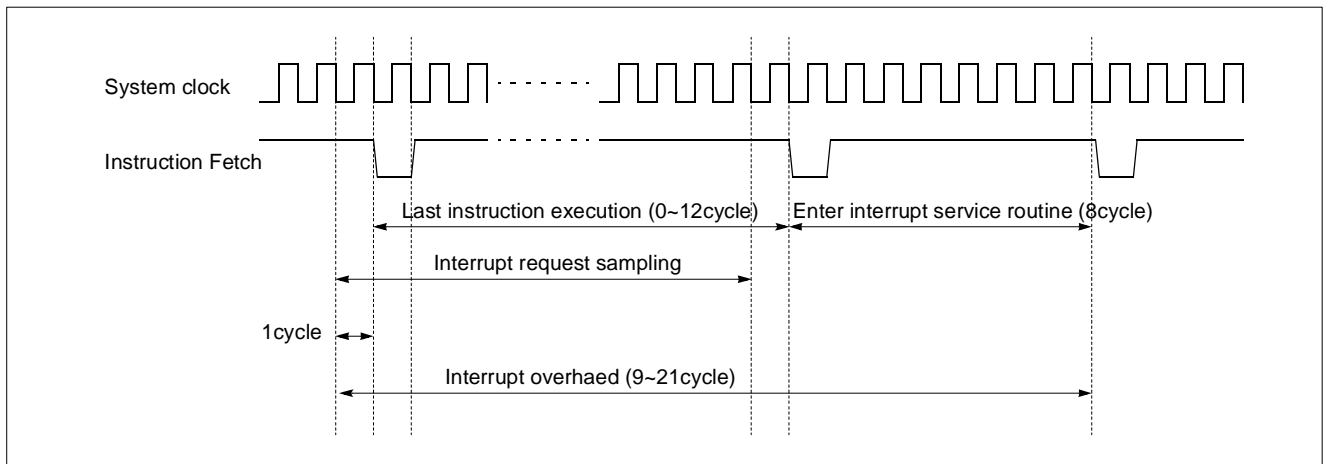 System clock
Instruction Fetch
Last instruction execution (0~12cycle)
Enter interrupt service routine (8cycle)
Interrupt request sampling
1cycle
Interrupt overhaed (9~21cycle)